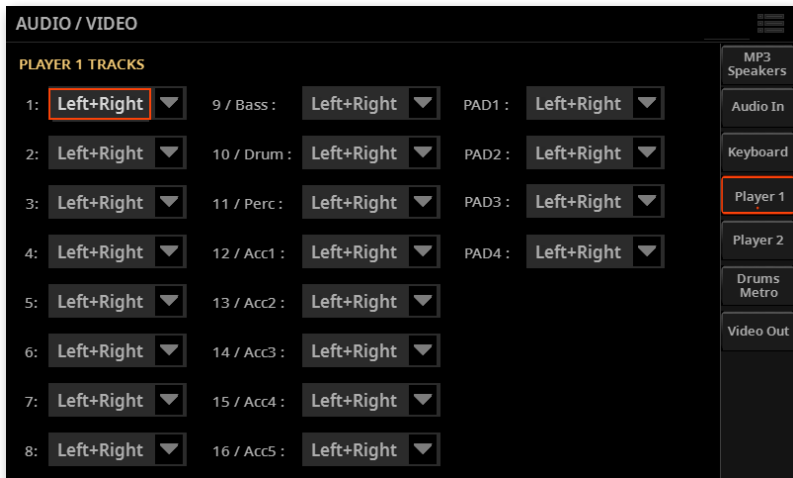 AUDIO / VIDEO
PLAYER 1 TRACKS
1: Left+Right 9 / Bass : Left+Right PAD1 : Left+Right
2: Left+Right 10 / Drum : Left+Right PAD2 : Left+Right
3: Left+Right 11 / Perc : Left+Right PAD3 : Left+Right
4: Left+Right 12 / Acc1 : Left+Right PAD4 : Left+Right
5: Left+Right 13 / Acc2 : Left+Right
6: Left+Right 14 / Acc3 : Left+Right
7: Left+Right 15 / Acc4 : Left+Right
8: Left+Right 16 / Acc5 : Left+Right
MP3
Speakers
Audio In
Keyboard
Player 1
Player 2
Drums
Metro
Video Out